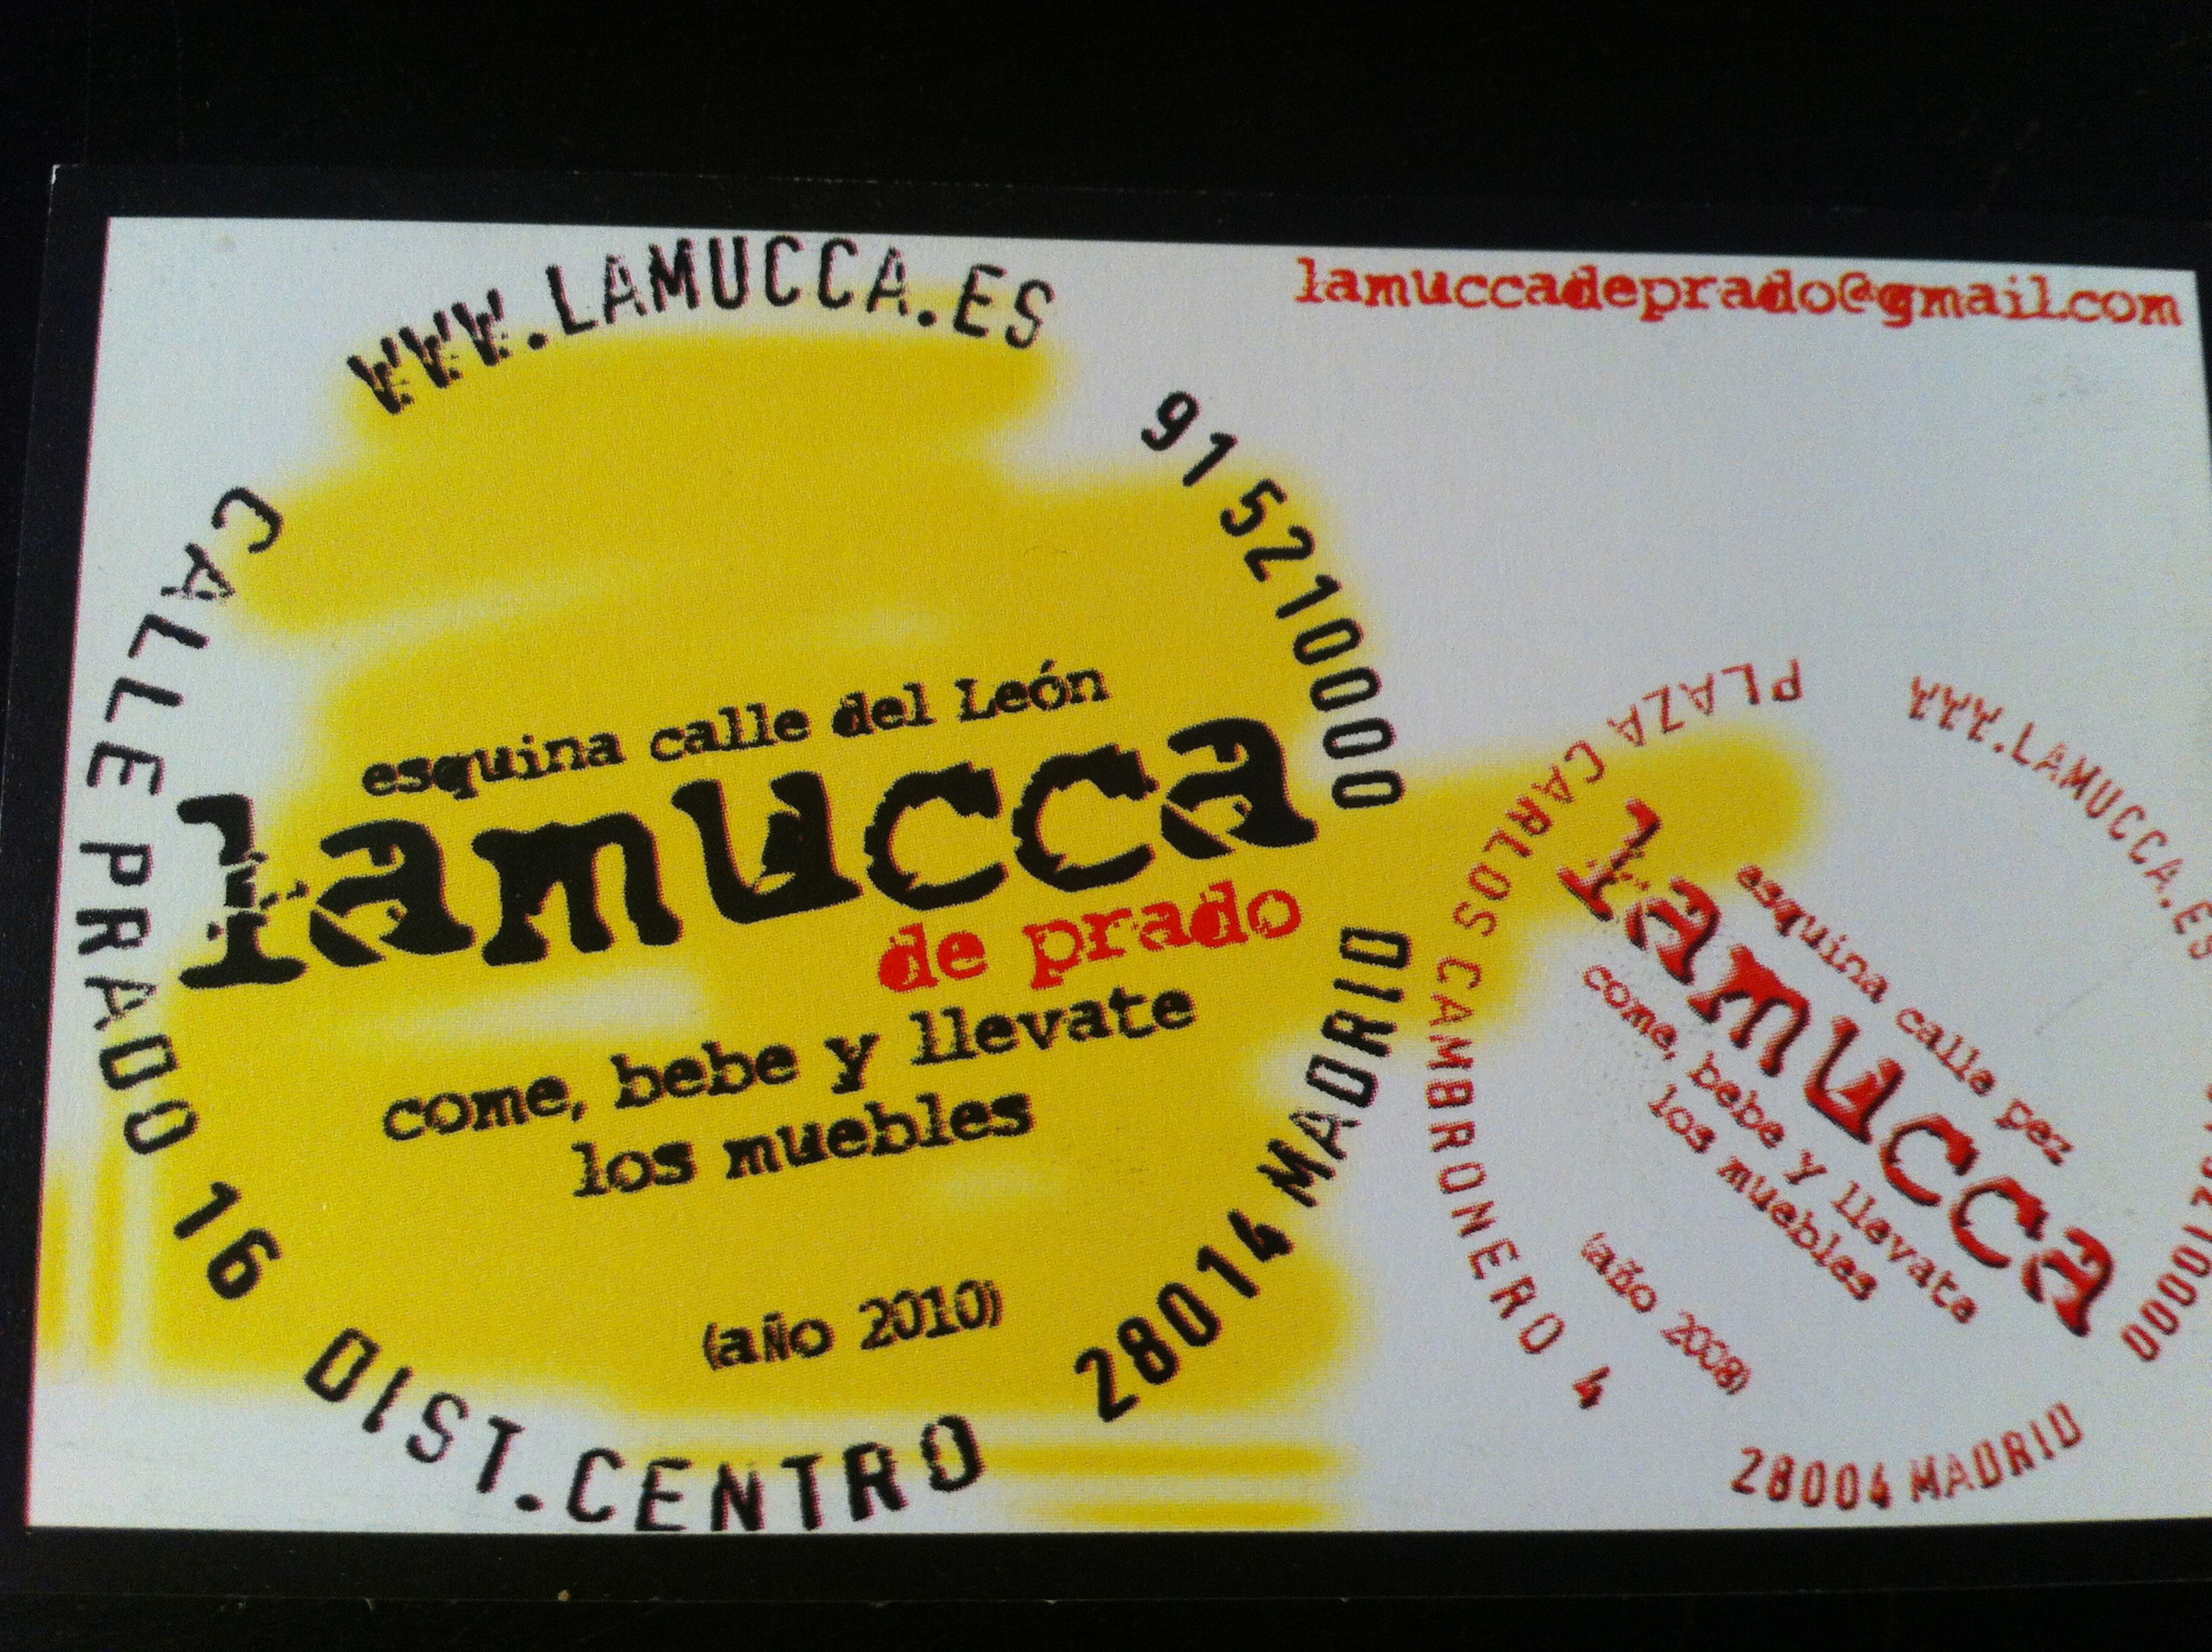 WWW.LAMUCCA.ES
91 5210000
CALLE PRADO 16
esquina calle del León
lamucca
de prado
come, bebe y llevate
los muebles
(año 2010)
DIST.CENTRO
28014 MADRID
lamuccadeprado@gmail.com
PLAZA CARLOS CAMBRONERO 4
WWW.LAMUCCA.ES
esquina calle pez
lamucca
come, bebe y llevate
los muebles
(año 2008)
28004 MADRID